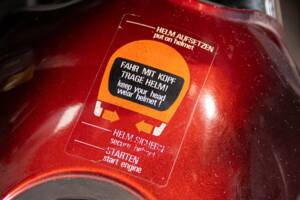 HELM AUFSETZEN
put on helmet
FAHR MIT KOPF
TRAGE HELM!
keep your head
wear helmet!
HELM SICHERN
secure helmet
STARTEN
start engine